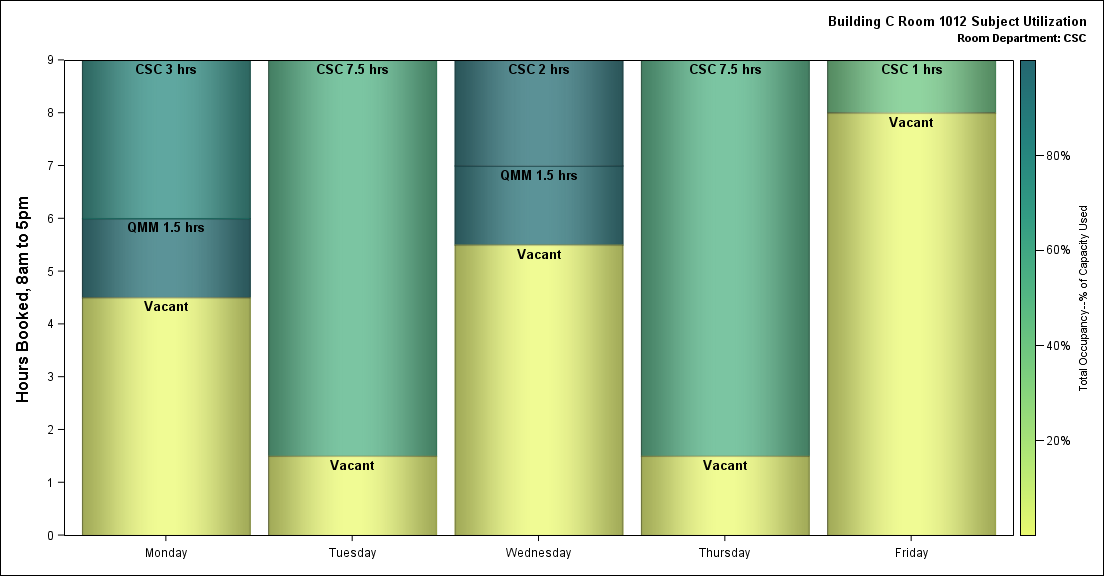 Building C Room 1012 Subject Utilization
Room Department: CSC
Hours Booked, 8am to 5pm
9
8
7
6
5
4
3
2
1
0
CSC 3 hrs
QMM 1.5 hrs
Vacant
CSC 7.5 hrs
Vacant
CSC 2 hrs
QMM 1.5 hrs
Vacant
CSC 7.5 hrs
Vacant
CSC 1 hrs
Vacant
Monday
Tuesday
Wednesday
Thursday
Friday
80%
60%
40%
20%
Total Occupancy--% of Capacity Used